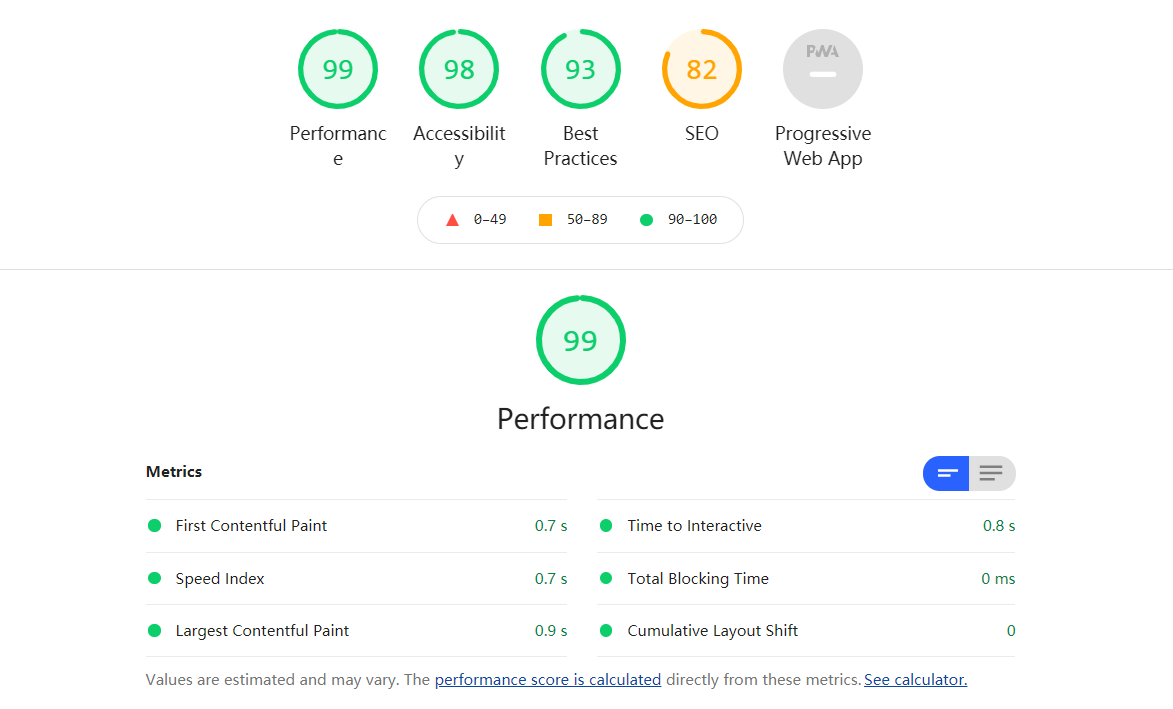 99 98 93 82 PWA
Performanc Accessibilit Best SEO Progressive
e y Practices Web App
0–49 50–89 90–100
99
Performance
Metrics
First Contentful Paint 0.7 s Time to Interactive 0.8 s
Speed Index 0.7 s Total Blocking Time 0 ms
Largest Contentful Paint 0.9 s Cumulative Layout Shift 0
Values are estimated and may vary. The performance score is calculated directly from these metrics. See calculator.